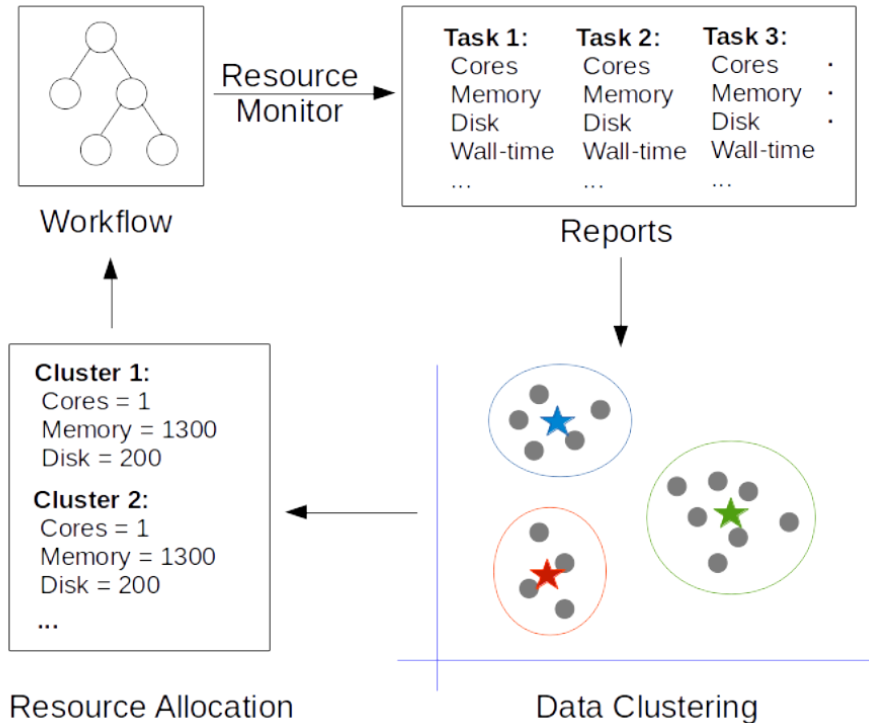 Resource
Monitor
Workflow
Task 1:
Cores
Memory
Disk
Wall-time
...
Task 2:
Cores
Memory
Disk
Wall-time
...
Task 3:
Cores
Memory
Disk
Wall-time
...
.
.
.
Reports
Cluster 1:
Cores = 1
Memory = 1300
Disk = 200
Cluster 2:
Cores = 1
Memory = 1300
Disk = 200
...
Resource Allocation
Data Clustering